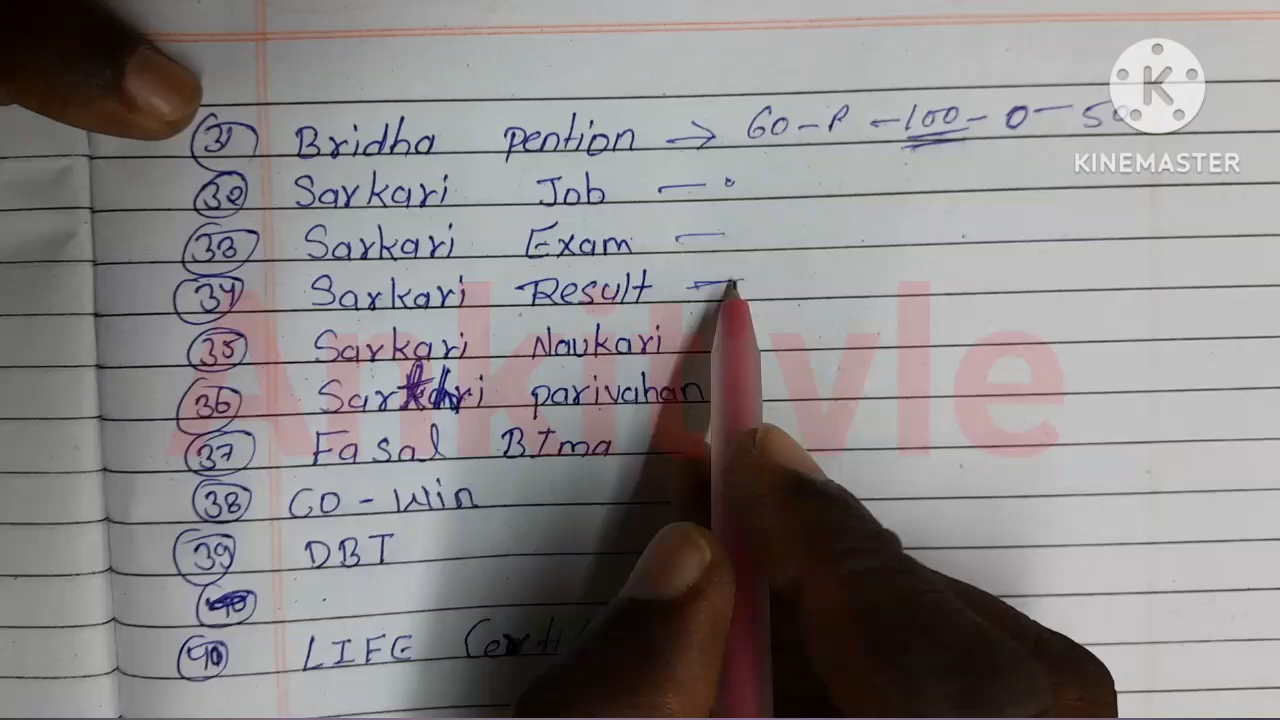 31 Bridha Pention → 60-P-100-0-50
32 Sarkari Job -
33 Sarkari Exam -
34 Sarkari Result -
35 Sarkari Naukari
36 parivahan
37 Fasal BIma
38 CO-Win
39 DBT
40 LIFE
KINEMASTER